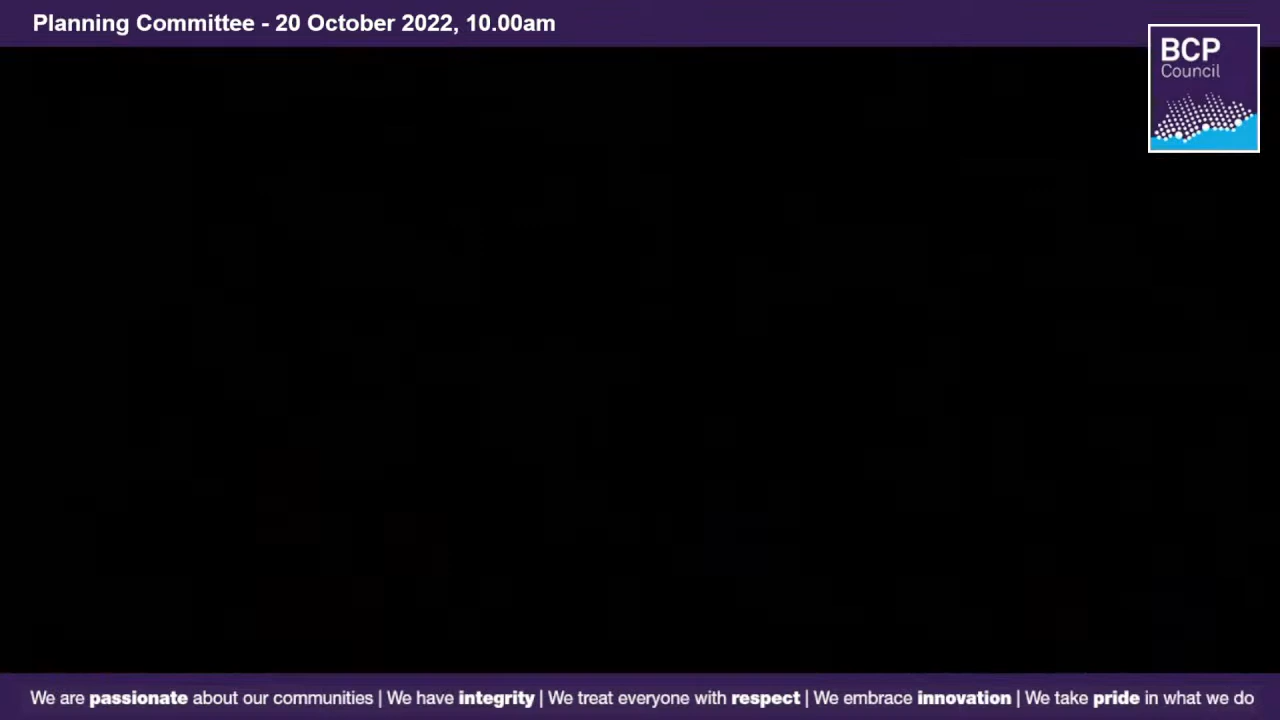 Planning Committee - 20 October 2022, 10.00am
BCP
Council
We are passionate about our communities | We have integrity | We treat everyone with respect | We embrace innovation | We take pride in what we do